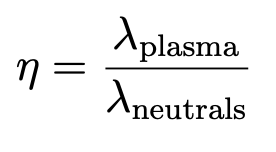 η = λ_plasma / λ_neutrals